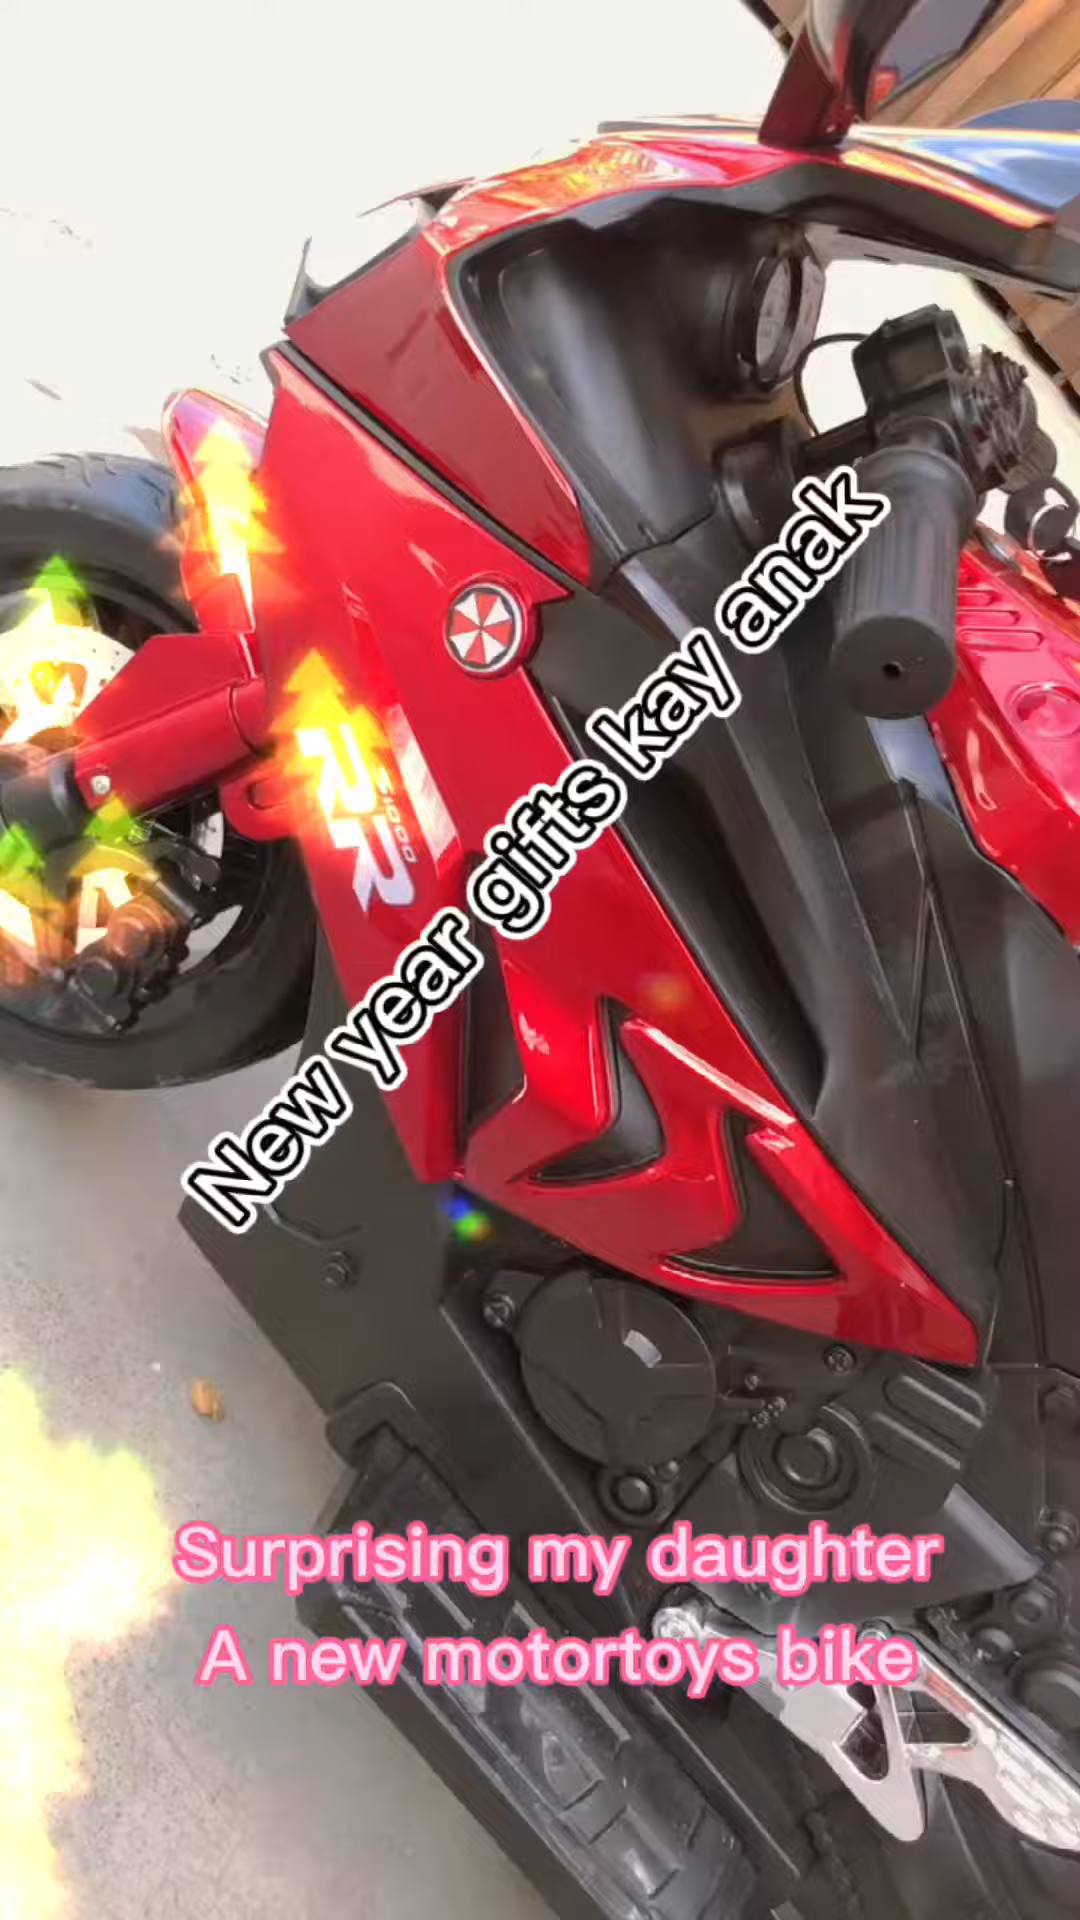 New year gifts kay anak
RR
S1000
Surprising my daughter
A new motortoys bike